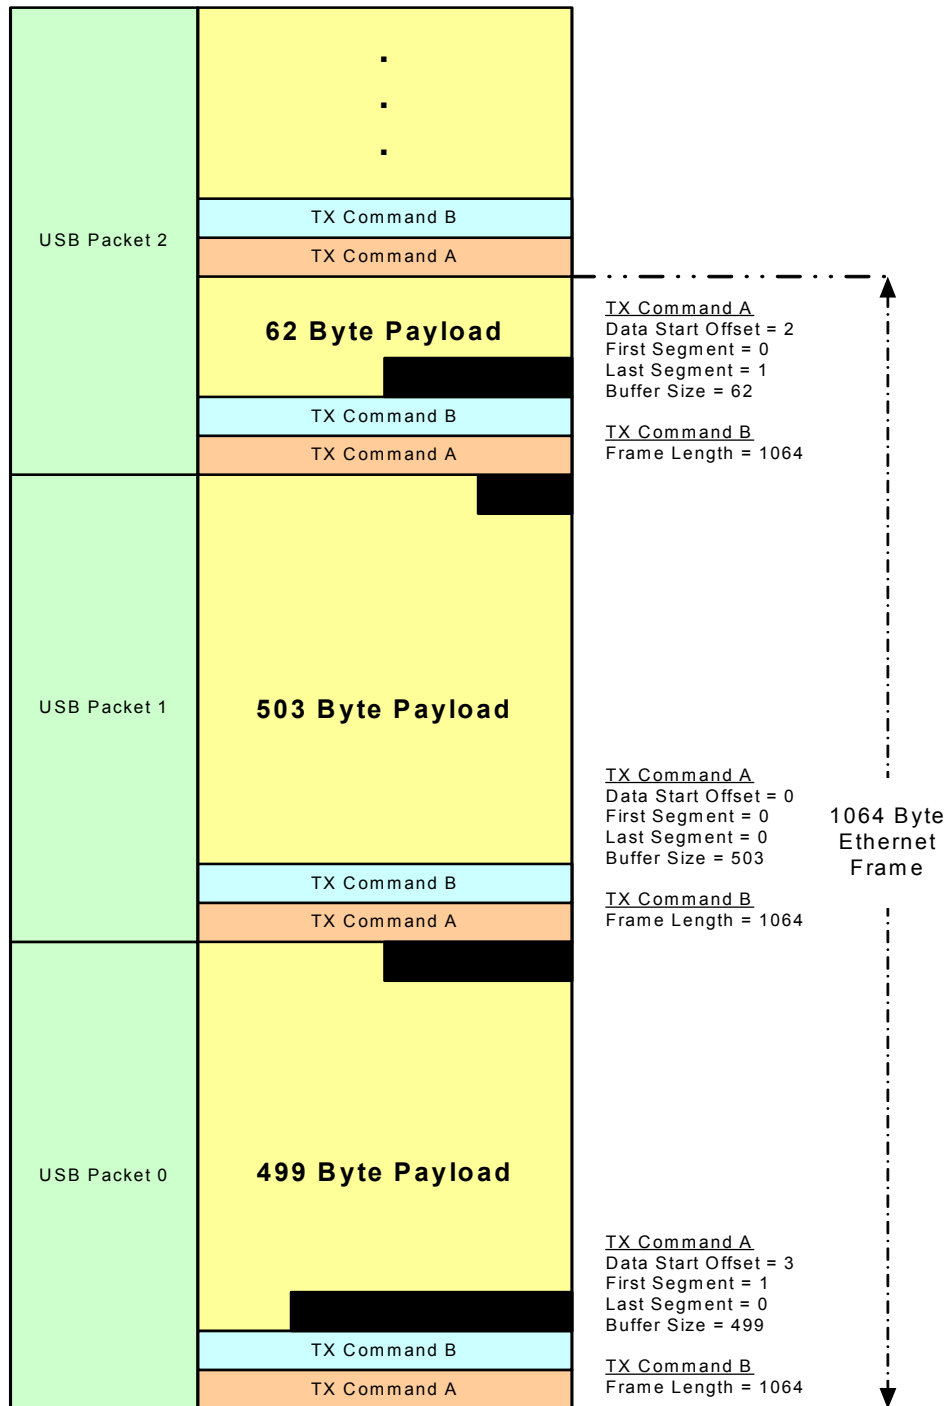 .
.
.
TX Command B
USB Packet 2
TX Command A
62 Byte Payload
TX Command B
TX Command A
TX Command A
Data Start Offset = 2
First Segment = 0
Last Segment = 1
Buffer Size = 62
TX Command B
Frame Length = 1064
USB Packet 1
503 Byte Payload
TX Command B
TX Command A
TX Command A
Data Start Offset = 0
First Segment = 0
Last Segment = 0
Buffer Size = 503
TX Command B
Frame Length = 1064
1064 Byte
Ethernet
Frame
USB Packet 0
499 Byte Payload
TX Command B
TX Command A
TX Command A
Data Start Offset = 3
First Segment = 1
Last Segment = 0
Buffer Size = 499
TX Command B
Frame Length = 1064